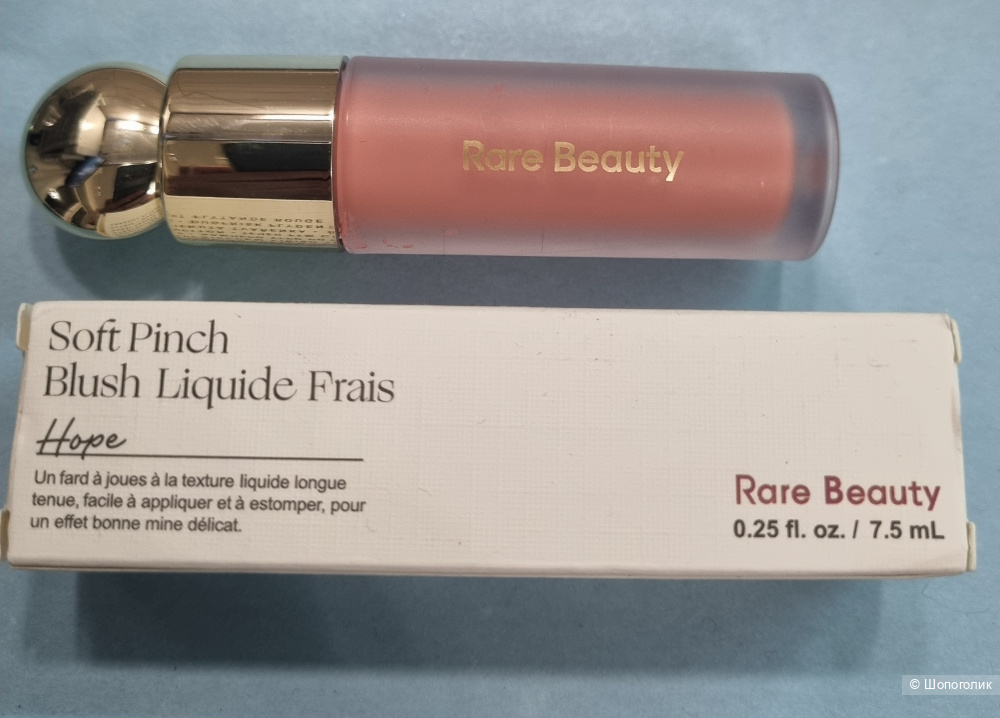 Rare Beauty
Soft Pinch
Blush Liquide Frais
Hope
Un fard à joues à la texture liquide longue
tenue, facile à appliquer et à estomper, pour
un effet bonne mine délicat.
Rare Beauty
0.25 fl. oz. / 7.5 mL
© Шопоголик